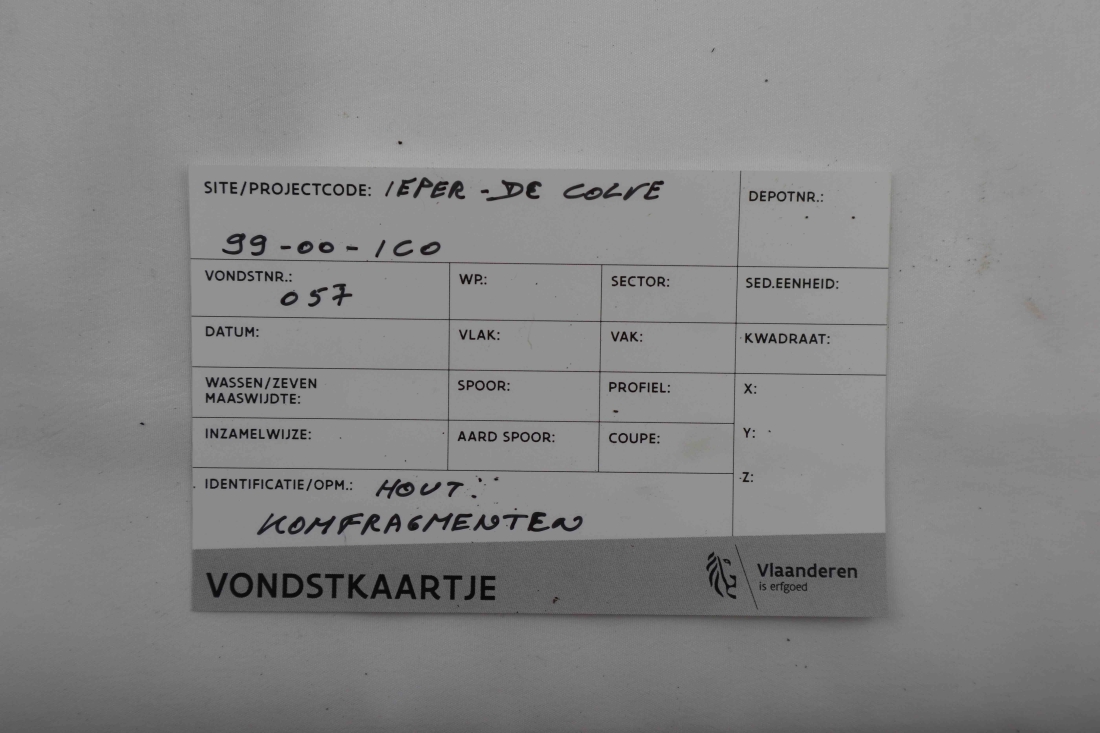 SITE/PROJECTCODE: IEPER - DE COLVE
99-00-ICO
DEPOTNR.:
VONDSTNR.: 057
WP.:
SECTOR:
SED.EENHEID:
DATUM:
VLAK:
VAK:
KWADRAAT:
WASSEN/ZEVEN
MAASWIJDTE:
SPOOR:
PROFIEL:
X:
INZAMELWIJZE:
AARD SPOOR:
COUPE:
Y:
Z:
IDENTIFICATIE/OPM.: HOUT:
KOMFRAGMENTEN
VONDSTKAARTJE
Vlaanderen
is erfgoed